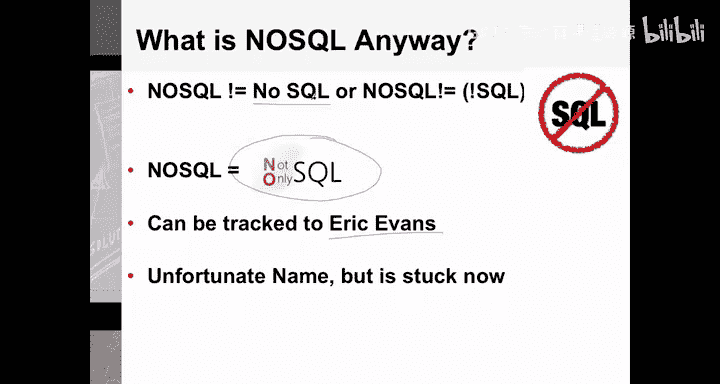 What is NOSQL Anyway?
bilibili
• NOSQL != No SQL or NOSQL!= (!SQL)
SQL
• NOSQL = Not Only SQL
• Can be tracked to Eric Evans
• Unfortunate Name, but is stuck now